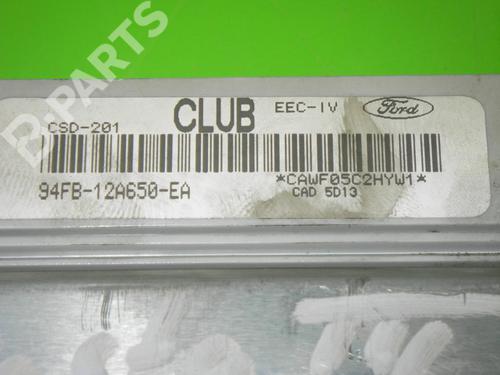 B-PARTS
CSD-201 CLUB EEC-IV Ford
94FB-12A650-EA *CAWF05C2HYW1*
CAD 5D13